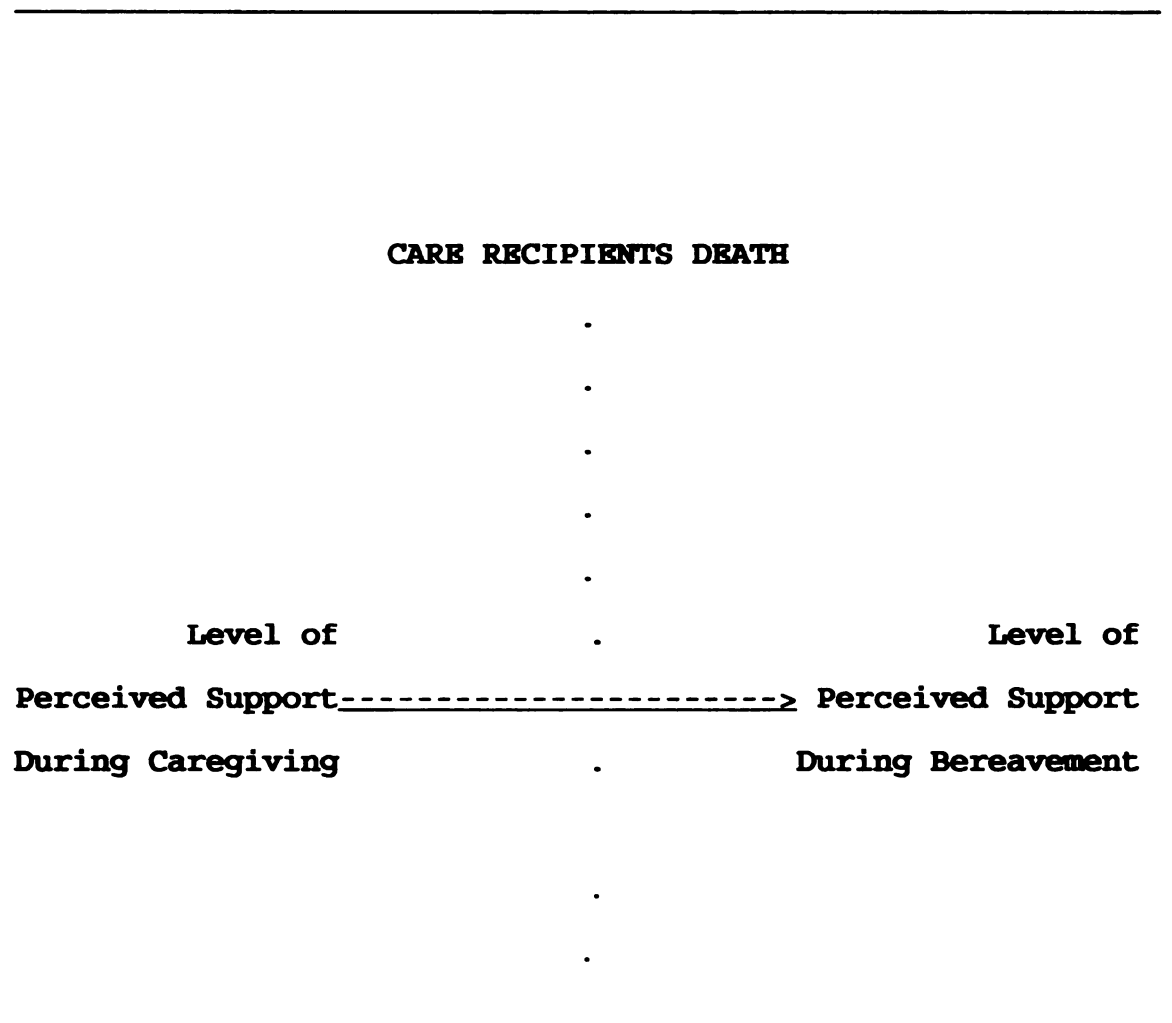 CARE RECIPIENTS DEATH
.
.
.
.
.
Level of . Level of
Perceived Support-----------------------> Perceived Support
During Caregiving . During Bereavement
.
.